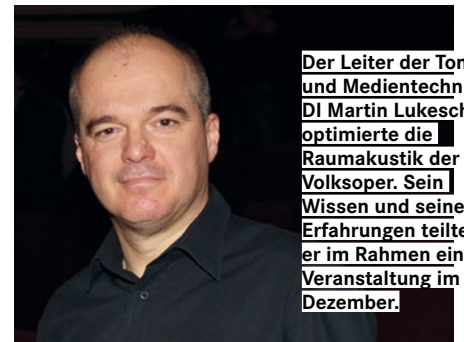 Der Leiter der Ton
und Medientechn
DI Martin Lukesch
optimierte die
Raumakustik der
Volksoper. Sein
Wissen und seine
Erfahrungen teilte
er im Rahmen ein
Veranstaltung im
Dezember.